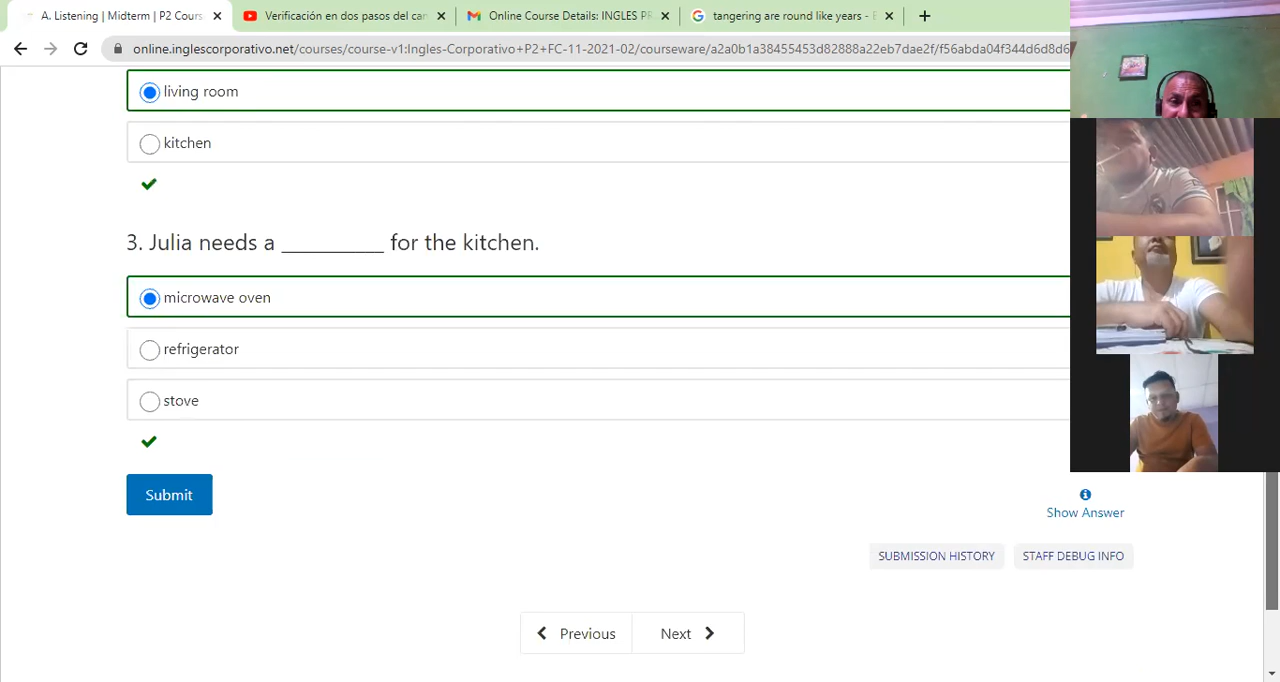 A. Listening | Midterm | P2 Cours
Verificación en dos pasos del car
Online Course Details: INGLES PR
tangering are round like years -
online.inglescorporativo.net/courses/course-v1:Ingles-Corporativo+P2+FC-11-2021-02/courseware/a2a0b1a38455453d82888a22eb7dae2f/f56abda04f344d6d8d6
living room
kitchen
3. Julia needs a __________ for the kitchen.
microwave oven
refrigerator
stove
Submit
Show Answer
SUBMISSION HISTORY
STAFF DEBUG INFO
Previous
Next